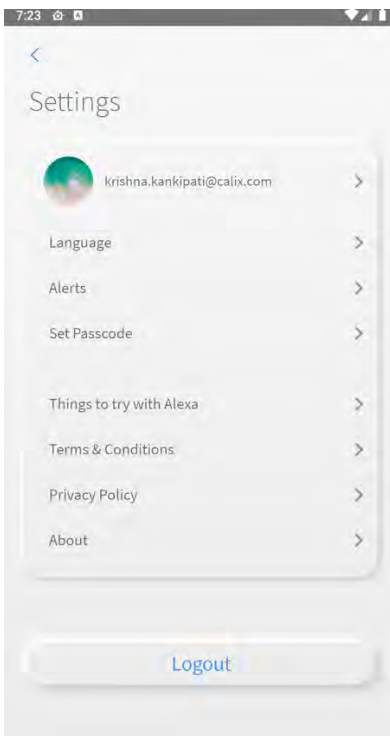 7:23
Settings
krishna.kankipati@calix.com
Language
Alerts
Set Passcode
Things to try with Alexa
Terms & Conditions
Privacy Policy
About
Logout